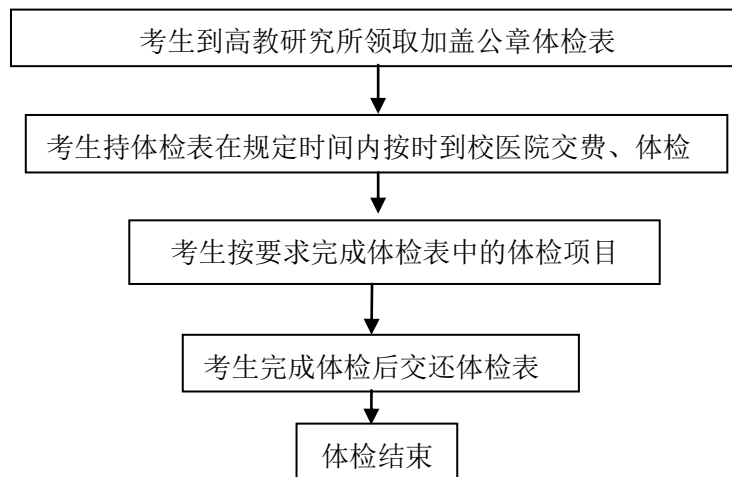 考生到高教研究所领取加盖公章体检表
考生持体检表在规定时间内按时到校医院交费、体检
考生按要求完成体检表中的体检项目
考生完成体检后交还体检表
体检结束